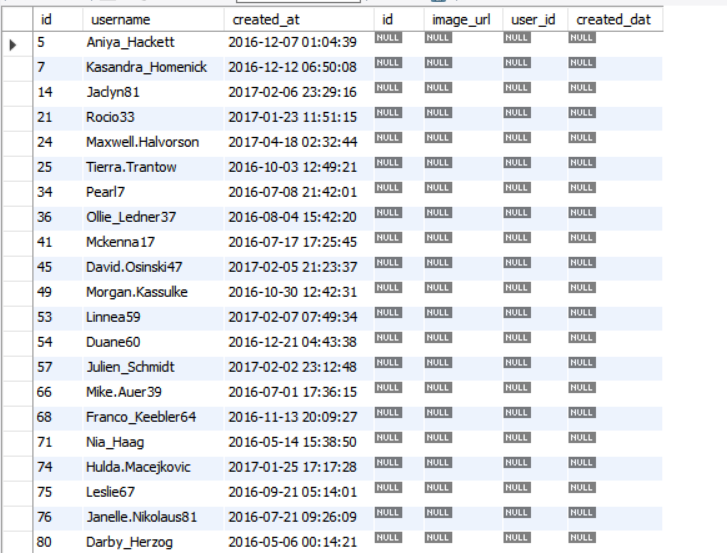 id username created_at id image_url user_id created_dat
5 Aniya_Hackett 2016-12-07 01:04:39 NULL NULL NULL NULL
7 Kasandra_Homenick 2016-12-12 06:50:08 NULL NULL NULL NULL
14 Jaclyn81 2017-02-06 23:29:16 NULL NULL NULL NULL
21 Rocio33 2017-01-23 11:51:15 NULL NULL NULL NULL
24 Maxwell.Halvorson 2017-04-18 02:32:44 NULL NULL NULL NULL
25 Tierra.Trantow 2016-10-03 12:49:21 NULL NULL NULL NULL
34 Pearl7 2016-07-08 21:42:01 NULL NULL NULL NULL
36 Ollie_Ledner37 2016-08-04 15:42:20 NULL NULL NULL NULL
41 Mckenna17 2016-07-17 17:25:45 NULL NULL NULL NULL
45 David.Osinski47 2017-02-05 21:23:37 NULL NULL NULL NULL
49 Morgan.Kassulke 2016-10-30 12:42:31 NULL NULL NULL NULL
53 Linnea59 2017-02-07 07:49:34 NULL NULL NULL NULL
54 Duane60 2016-12-21 04:43:38 NULL NULL NULL NULL
57 Julien_Schmidt 2017-02-02 23:12:48 NULL NULL NULL NULL
66 Mike.Auer39 2016-07-01 17:36:15 NULL NULL NULL NULL
68 Franco_Keebler64 2016-11-13 20:09:27 NULL NULL NULL NULL
71 Nia_Haag 2016-05-14 15:38:50 NULL NULL NULL NULL
74 Hulda.Macejkovic 2017-01-25 17:17:28 NULL NULL NULL NULL
75 Leslie67 2016-09-21 05:14:01 NULL NULL NULL NULL
76 Janelle.Nikolaus81 2016-07-21 09:26:09 NULL NULL NULL NULL
80 Darby_Herzog 2016-05-06 00:14:21 NULL NULL NULL NULL